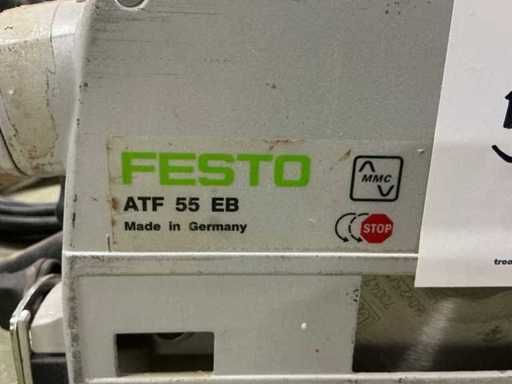 FESTO
MMC
ATF 55 EB
Made in Germany
STOP